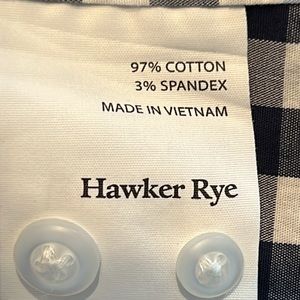 97% COTTON
3% SPANDEX
MADE IN VIETNAM
Hawker Rye